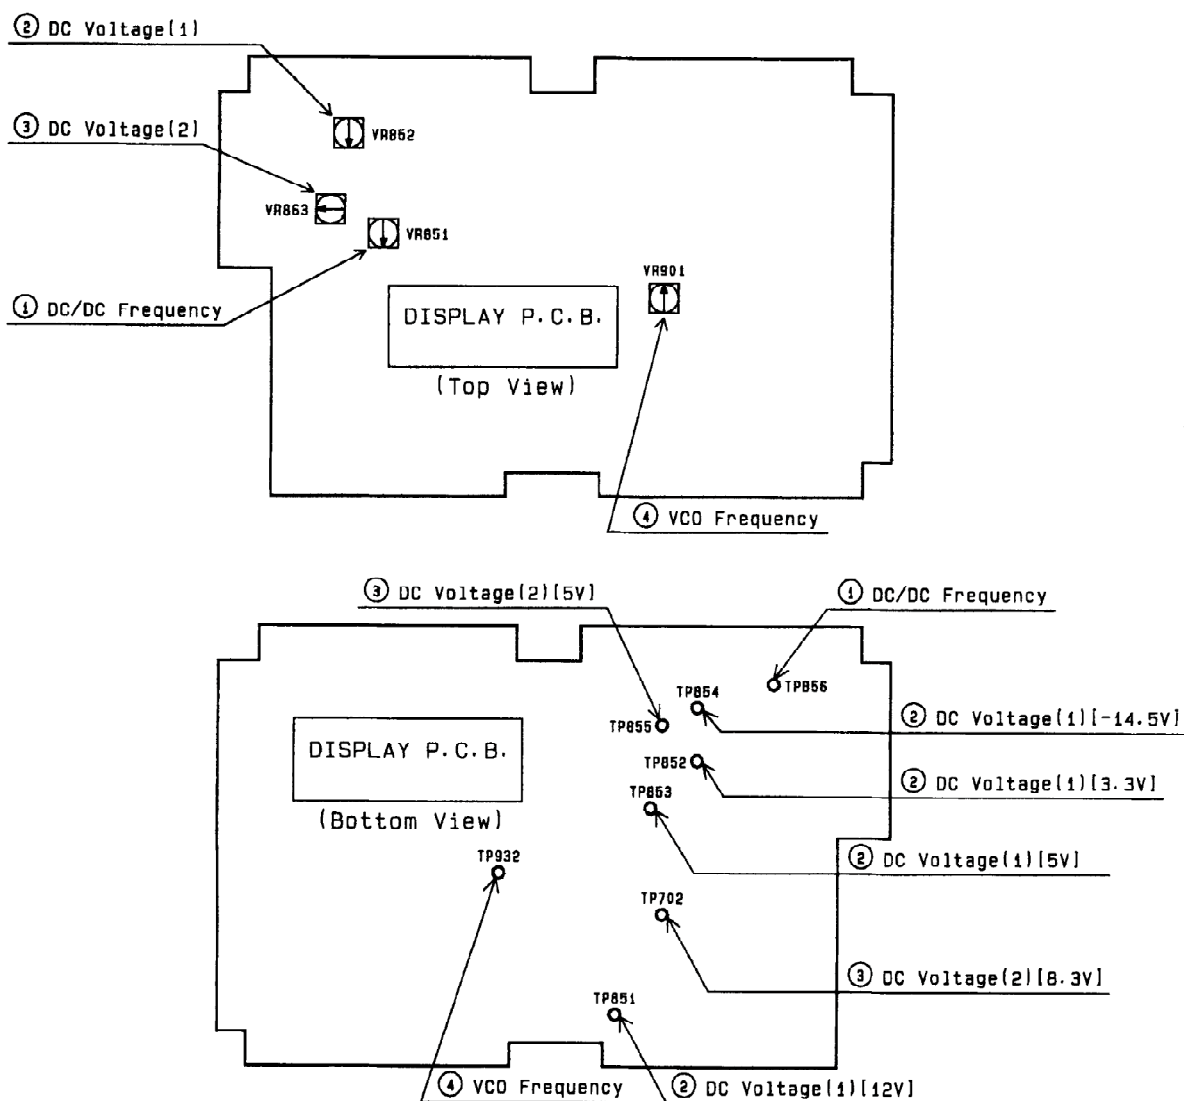 ② DC Voltage(1)
③ DC Voltage(2)
VR852
VR863
VR851
① DC/DC Frequency
VR901
DISPLAY P.C.B.
(Top View)
④ VCO Frequency
③ DC Voltage(2)[5V]
① DC/DC Frequency
TP854
TP856
② DC Voltage(1)[-14.5V]
TP855
DISPLAY P.C.B.
TP852
② DC Voltage(1)[3.3V]
TP853
(Bottom View)
② DC Voltage(1)[5V]
TP932
TP702
③ DC Voltage(2)[8.3V]
TP851
④ VCO Frequency
② DC Voltage(1)[12V]